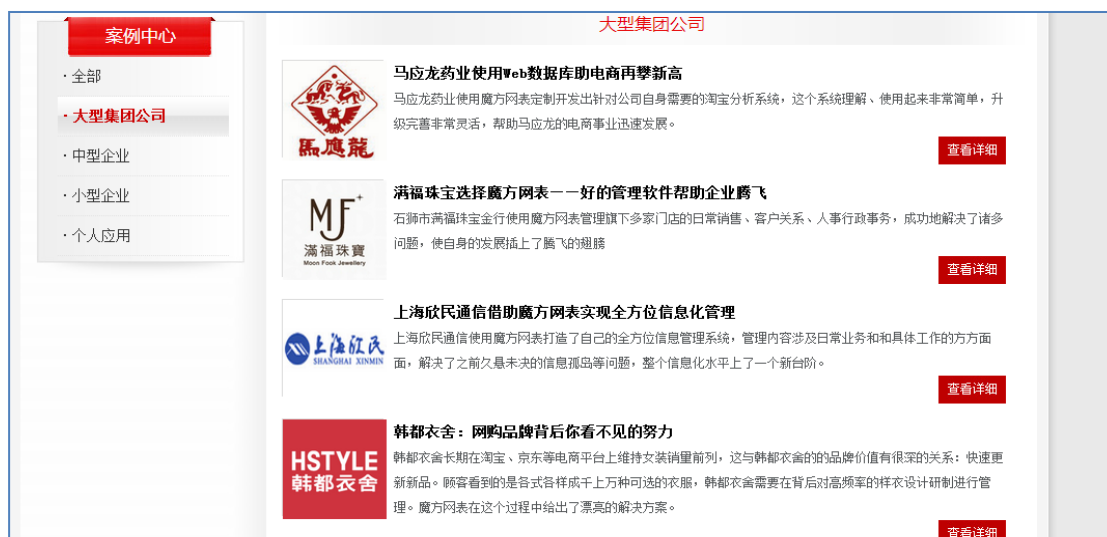 案例中心
·全部
·大型集团公司
·中型企业
·小型企业
·个人应用
大型集团公司
馬應龍
马应龙药业使用Web数据库助电商再攀新高
马应龙药业使用魔方网表定制开发出针对公司自身需要的淘宝分析系统，这个系统理解、使用起来非常简单，升
级完善非常灵活，帮助马应龙的电商事业迅速发展。
查看详细
MJF
滿福珠寶
Moon Fook Jewellery
满福珠宝选择魔方网表——好的管理软件帮助企业腾飞
石狮市满福珠宝金行使用魔方网表管理旗下多家门店的日常销售、客户关系、人事行政事务，成功地解决了诸多
问题，使自身的发展插上了腾飞的翅膀
查看详细
上海欣民
SHANGHAI XINMIN
上海欣民通信借助魔方网表实现全方位信息化管理
上海欣民通信使用魔方网表打造了自己的全方位信息管理系统，管理内容涉及日常业务和和具体工作的方方面
面，解决了之前久悬未决的信息孤岛等问题，整个信息化水平上了一个新台阶。
查看详细
HSTYLE
韩都衣舍
韩都衣舍：网购品牌背后你看不见的努力
韩都衣舍长期在淘宝、京东等电商平台上维持女装销量前列，这与韩都衣舍的的品牌价值有很深的关系：快速更
新新品。顾客看到的是各式各样成千上万种可选的衣服，韩都衣舍需要在背后对高频率的样衣设计研制进行管
理。魔方网表在这个过程中给出了漂亮的解决方案。
查看详细